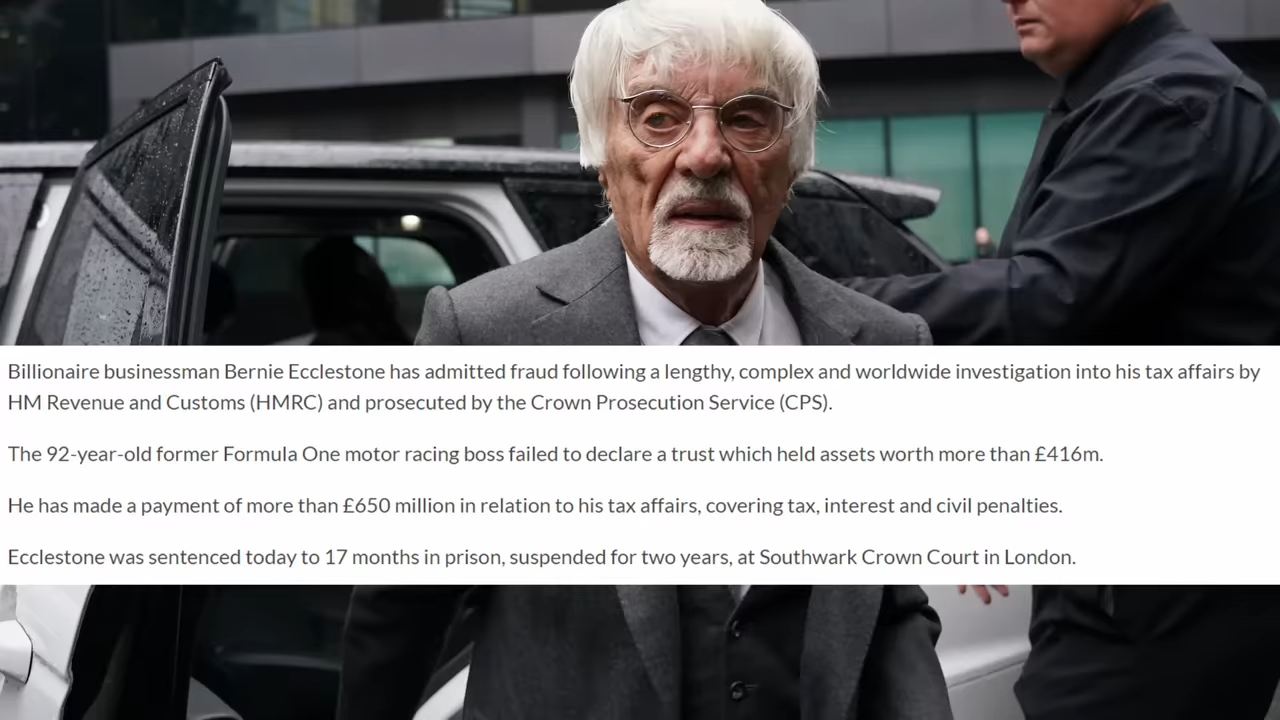 Billionaire businessman Bernie Ecclestone has admitted fraud following a lengthy, complex and worldwide investigation into his tax affairs by
HM Revenue and Customs (HMRC) and prosecuted by the Crown Prosecution Service (CPS).
The 92-year-old former Formula One motor racing boss failed to declare a trust which held assets worth more than £416m.
He has made a payment of more than £650 million in relation to his tax affairs, covering tax, interest and civil penalties.
Ecclestone was sentenced today to 17 months in prison, suspended for two years, at Southwark Crown Court in London.